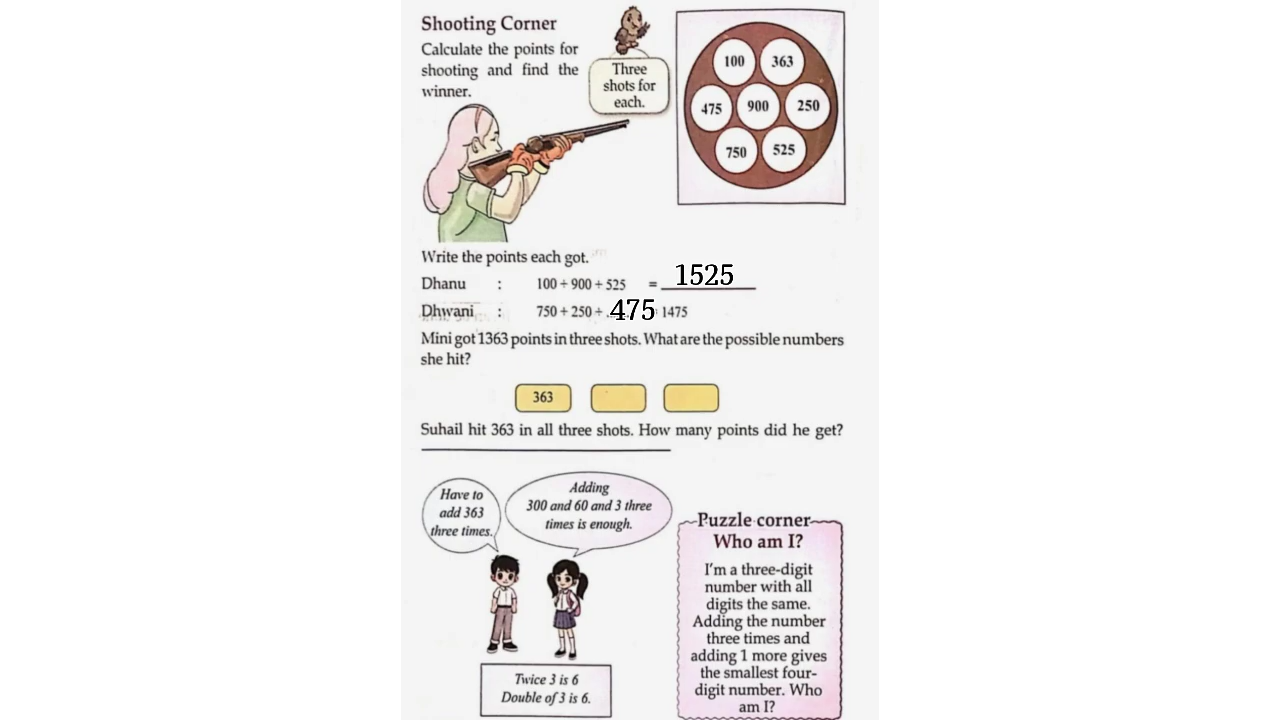 Shooting Corner
Calculate the points for
shooting and find the
winner.
Three
shots for
each.
100 363
475 900 250
750 525
Write the points each got.
Dhanu : 100 + 900 + 525 = 1525
Dhwani : 750 + 250 + 475 1475
Mini got 1363 points in three shots. What are the possible numbers
she hit?
363
Suhail hit 363 in all three shots. How many points did he get?
Have to
add 363
three times.
Adding
300 and 60 and 3 three
times is enough.
Twice 3 is 6
Double of 3 is 6.
Puzzle corner
Who am I?
I'm a three-digit
number with all
digits the same.
Adding the number
three times and
adding 1 more gives
the smallest four-
digit number. Who
am I?